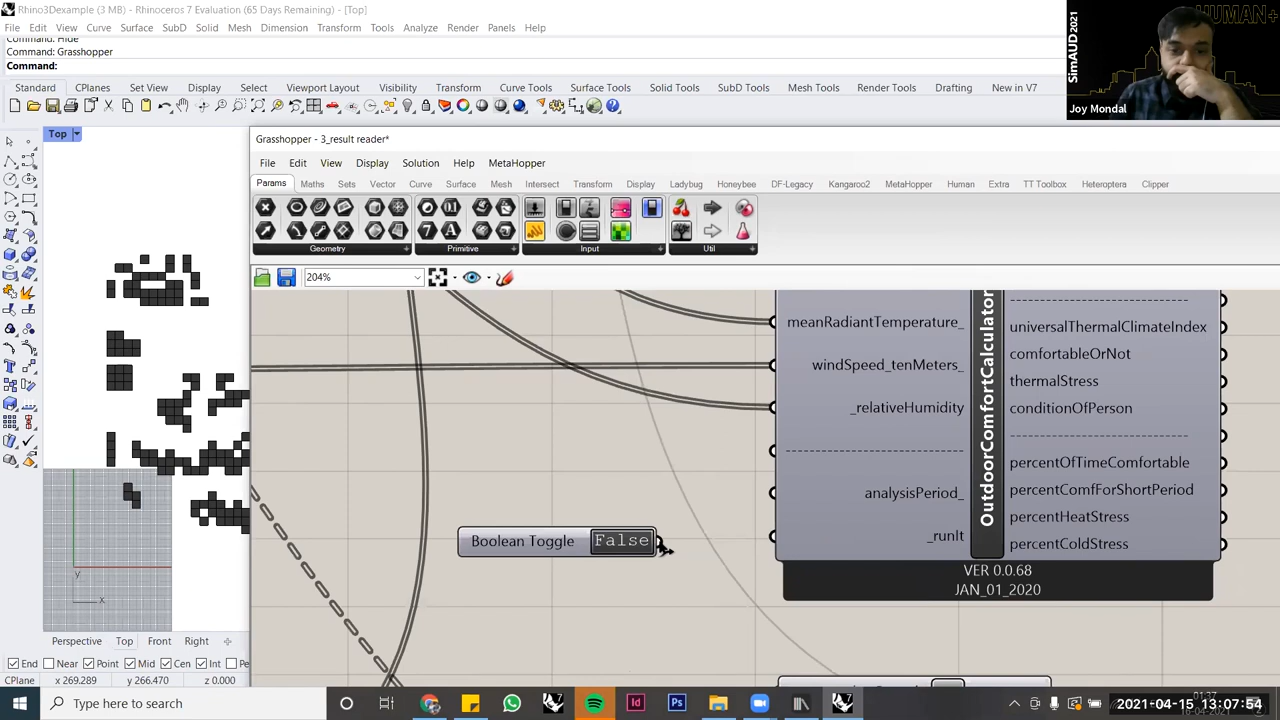 Rhino3Dexample (3 MB) - Rhinoceros 7 Evaluation (65 Days Remaining) - [Top]
File Edit View Curve Surface SubD Solid Mesh Dimension Transform Tools Analyze Render Panels Help
Command: Hide
Command: Grasshopper
Command:
Standard CPlanes Set View Display Select Viewport Layout Visibility Transform Curve Tools Surface Tools Solid Tools SubD Tools Mesh Tools Render Tools Drafting New in V7
HUMAN+
SimAUD2021
Joy Mondal
Top
Grasshopper - 3_result reader*
File Edit View Display Solution Help MetaHopper
Params Maths Sets Vector Curve Surface Mesh Intersect Transform Display Ladybug Honeybee DF-Legacy Kangaroo2 MetaHopper Human Extra TT Toolbox Heteroptera Clipper
Geometry Primitive Input Util
204%
meanRadiantTemperature_
windSpeed_tenMeters_
_relativeHumidity
analysisPeriod_
_runIt
OutdoorComfortCalculator
universalThermalClimateIndex
comfortableOrNot
thermalStress
conditionOfPerson
percentOfTimeComfortable
percentComfForShortPeriod
percentHeatStress
percentColdStress
VER 0.0.68
JAN_01_2020
Boolean Toggle False
y
x
Perspective Top Front Right
End Near Point Mid Cen Int
CPlane x 269.289 y 266.470 z 0.000
Type here to search
2021-04-15 13:07:54